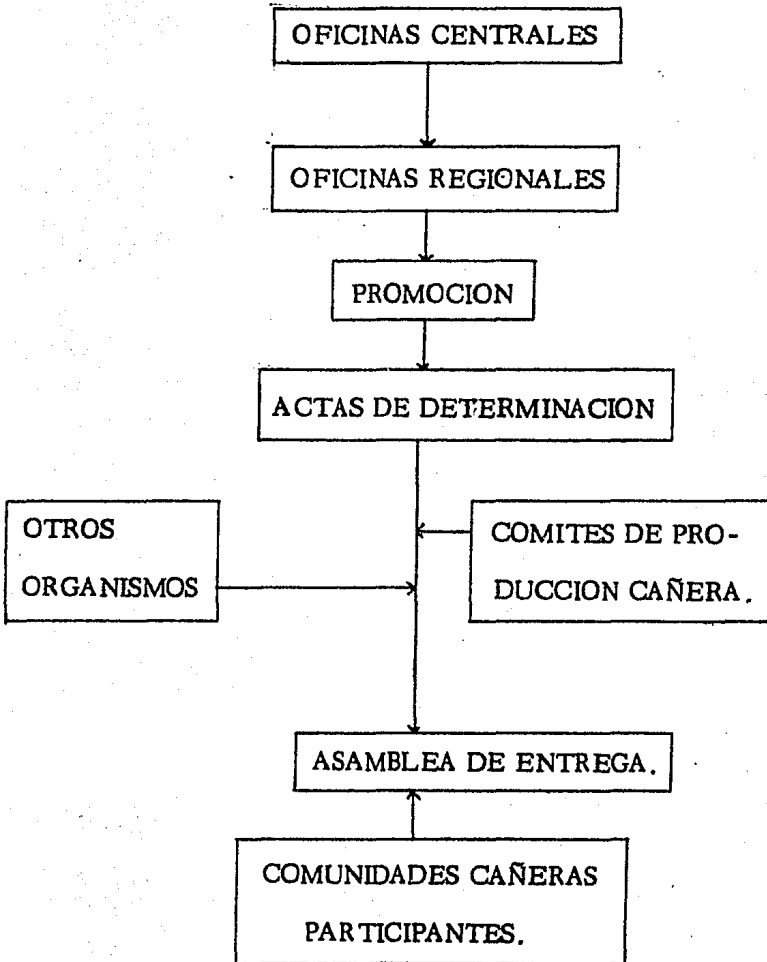 OFICINAS CENTRALES
OFICINAS REGIONALES
PROMOCION
ACTAS DE DETERMINACION
OTROS
ORGANISMOS
COMITES DE PRO-
DUCCION CAÑERA.
ASAMBLEA DE ENTREGA.
COMUNIDADES CAÑERAS
PARTICIPANTES.